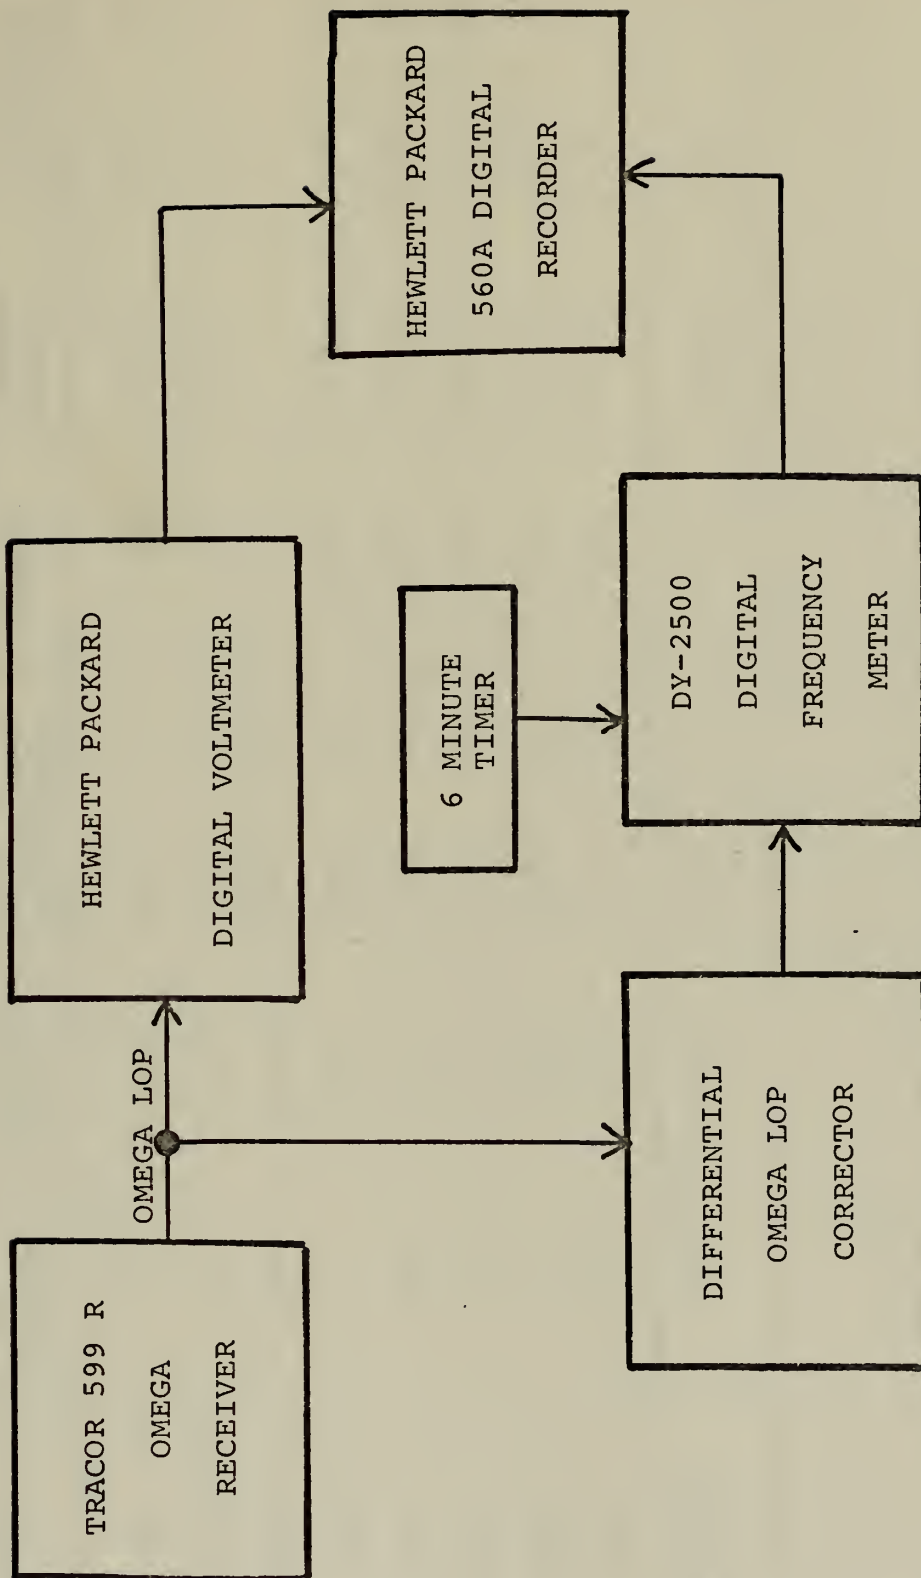 TRACOR 599 R
OMEGA
RECEIVER
OMEGA LOP
HEWLETT PACKARD
DIGITAL VOLTMETER
HEWLETT PACKARD
560A DIGITAL
RECORDER
6 MINUTE
TIMER
DIFFERENTIAL
OMEGA LOP
CORRECTOR
DY-2500
DIGITAL
FREQUENCY
METER